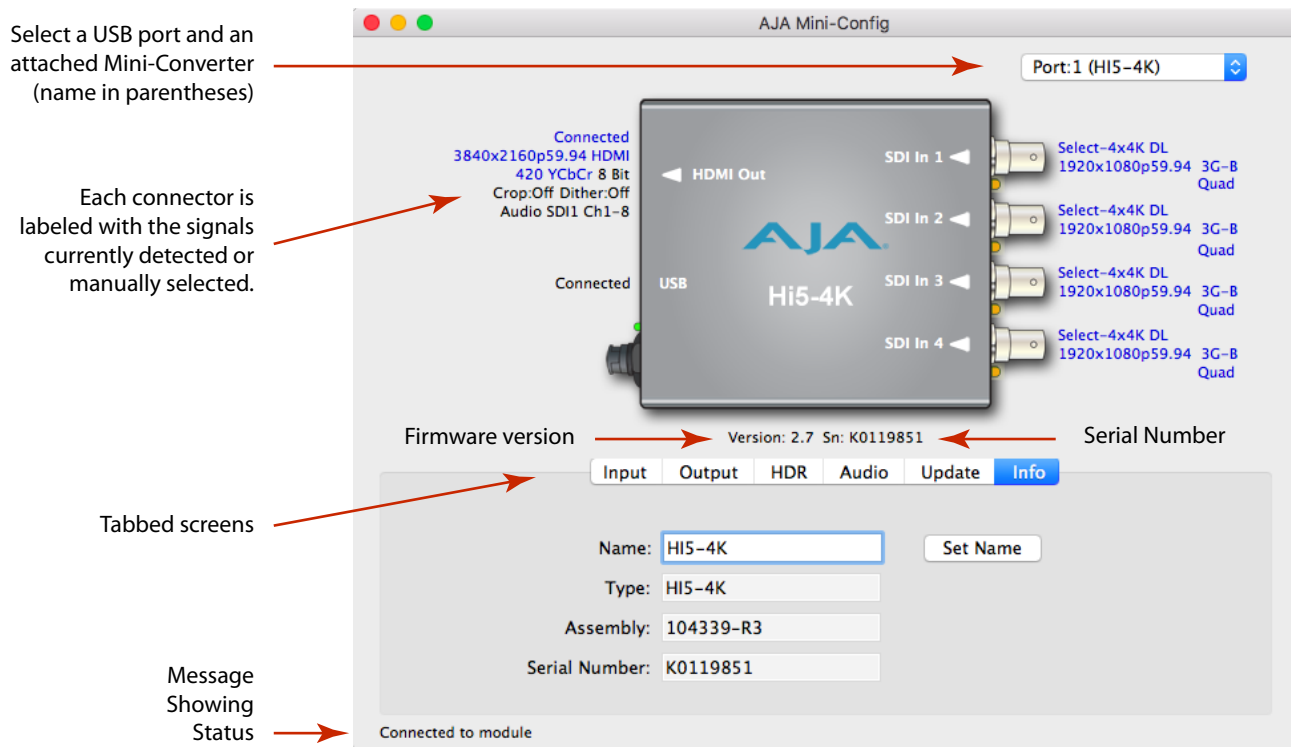 AJA Mini-Config
Select a USB port and an
attached Mini-Converter
(name in parentheses)
Port:1 (HI5-4K)
Connected
3840x2160p59.94 HDMI
420 YCbCr 8 Bit
Crop:Off Dither:Off
Audio SDI1 Ch1-8
HDMI Out
SDI In 1
Select-4x4K DL
1920x1080p59.94 3G-B
Quad
Each connector is
labeled with the signals
currently detected or
manually selected.
SDI In 2
Select-4x4K DL
1920x1080p59.94 3G-B
Quad
AJA
Connected
USB
Hi5-4K
SDI In 3
Select-4x4K DL
1920x1080p59.94 3G-B
Quad
SDI In 4
Select-4x4K DL
1920x1080p59.94 3G-B
Quad
Firmware version
Version: 2.7 Sn: K0119851
Serial Number
Input Output HDR Audio Update Info
Tabbed screens
Name: HI5-4K Set Name
Type: HI5-4K
Assembly: 104339-R3
Serial Number: K0119851
Message
Showing
Status
Connected to module